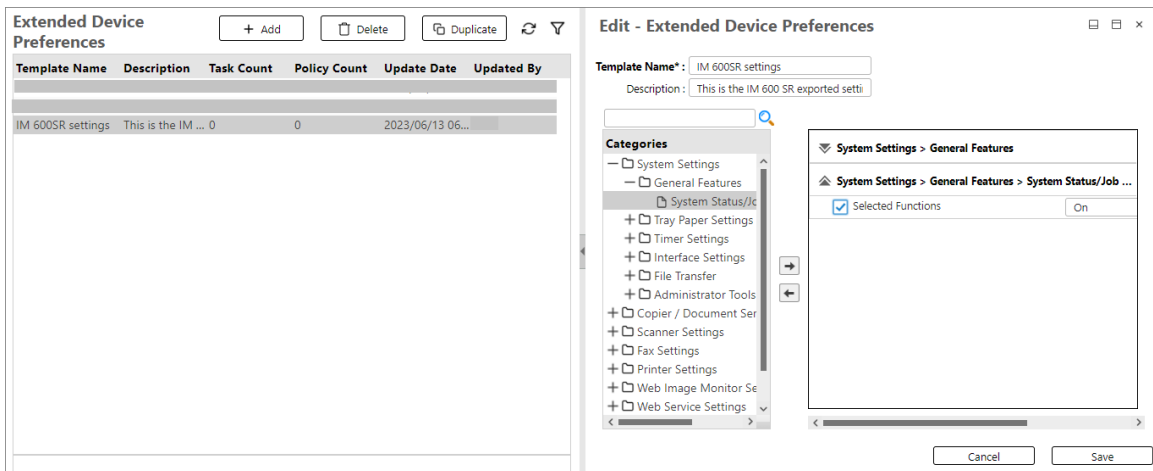 Extended Device Preferences
+ Add
Delete
Duplicate
Template Name Description Task Count Policy Count Update Date Updated By
IM 600SR settings This is the IM ... 0 0 2023/06/13 06...
Edit - Extended Device Preferences
Template Name* : IM 600SR settings
Description : This is the IM 600 SR exported setti
Categories
System Settings
General Features
System Status/Jc
Tray Paper Settings
Timer Settings
Interface Settings
File Transfer
Administrator Tools
Copier / Document Ser
Scanner Settings
Fax Settings
Printer Settings
Web Image Monitor Se
Web Service Settings
System Settings > General Features
System Settings > General Features > System Status/Job ...
Selected Functions On
Cancel
Save